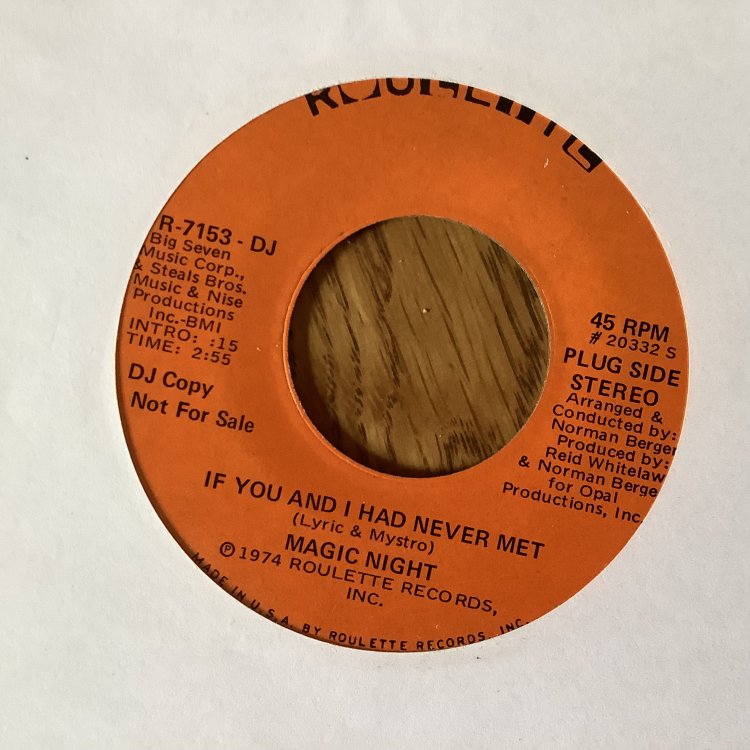 ROULETTE
R-7153 - DJ
Big Seven
Music Corp.,
& Steals Bros.
Music & Nise
Productions
Inc.-BMI
INTRO: :15
TIME: 2:55
DJ Copy
Not For Sale
45 RPM
# 20332 S
PLUG SIDE
STEREO
Arranged &
Conducted by:
Norman Berger
Produced by:
Reid Whitelaw
& Norman Berge
for Opal
Productions, Inc.
IF YOU AND I HAD NEVER MET
(Lyric & Mystro)
MAGIC NIGHT
℗ 1974 ROULETTE RECORDS,
INC.
MADE IN U.S.A. BY ROULETTE RECORDS, INC.